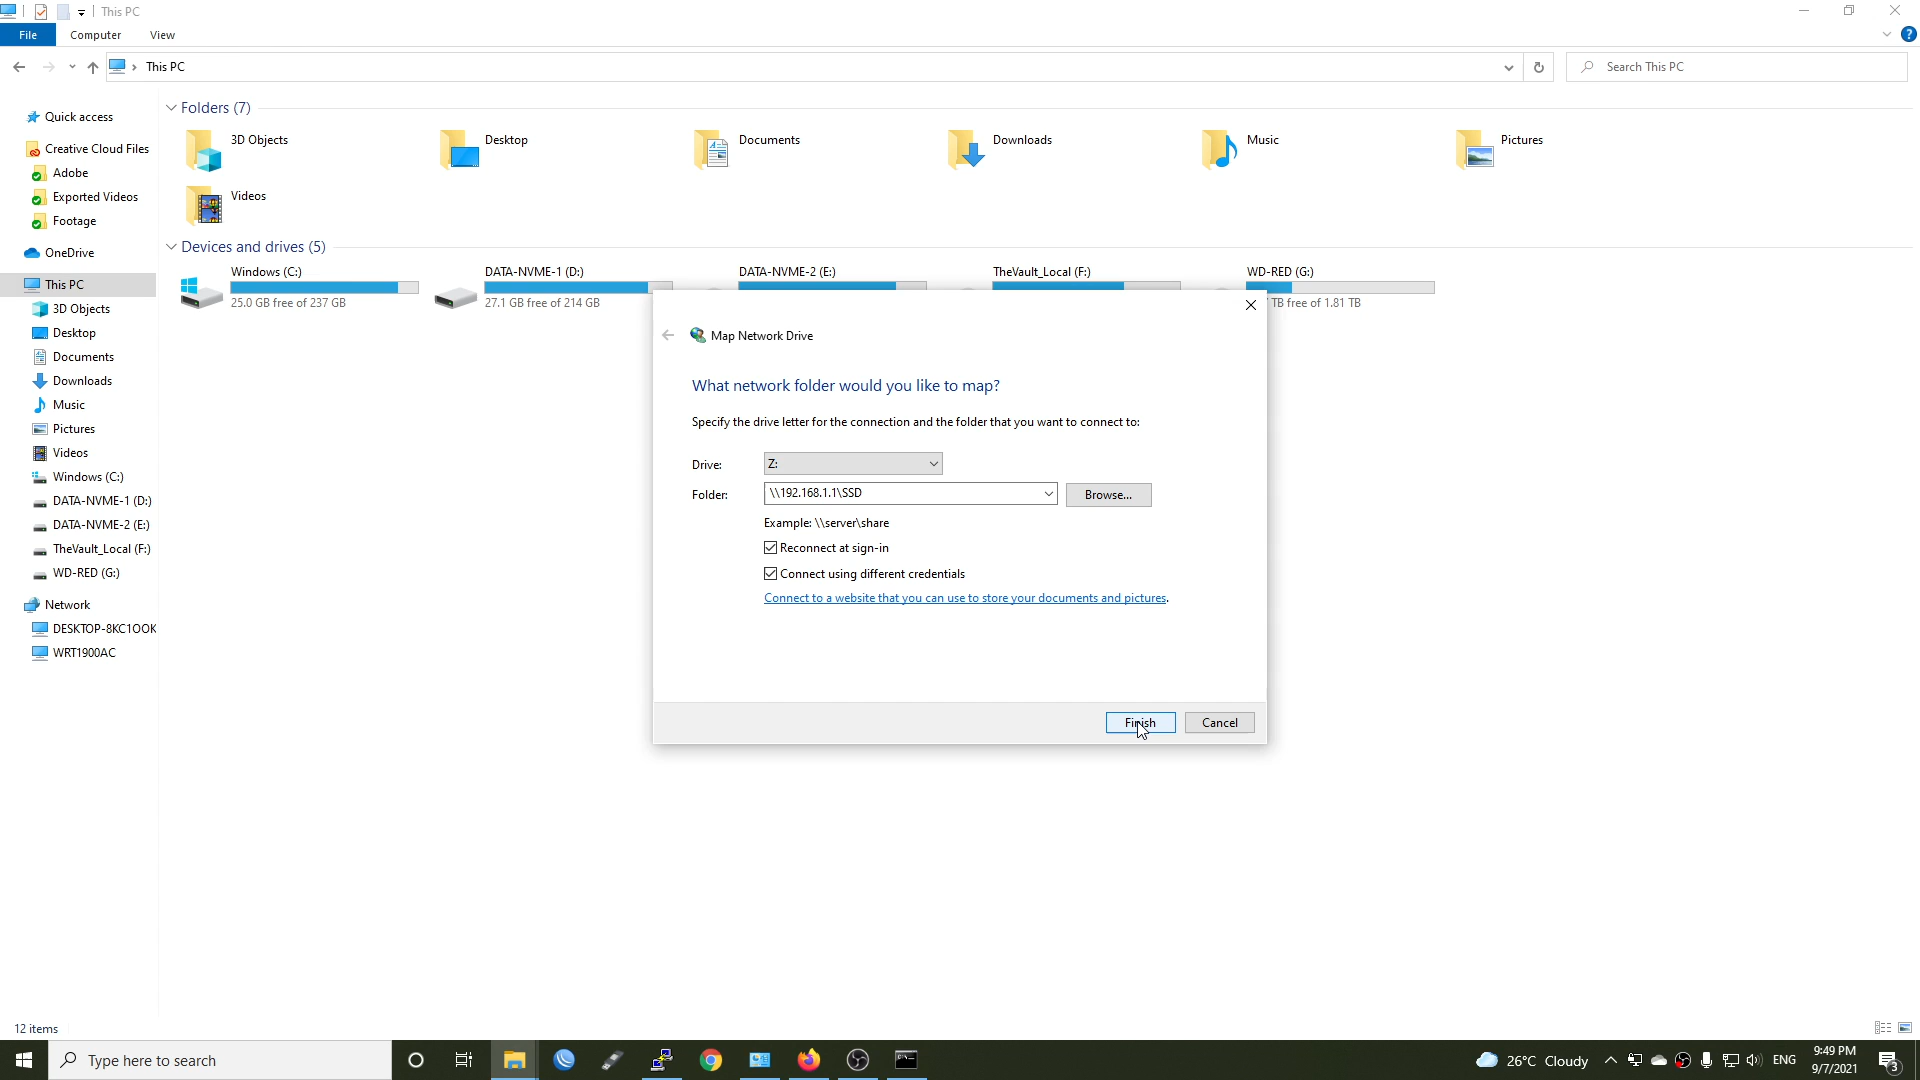 This PC
File
Computer
View
?
This PC
Search This PC
Quick access
Creative Cloud Files
Adobe
Exported Videos
Footage
OneDrive
This PC
3D Objects
Desktop
Documents
Downloads
Music
Pictures
Videos
Windows (C:)
DATA-NVME-1 (D:)
DATA-NVME-2 (E:)
TheVault_Local (F:)
WD-RED (G:)
Network
DESKTOP-8KC1OOK
WRT1900AC
Folders (7)
3D Objects
Desktop
Documents
Downloads
Music
Pictures
Videos
Devices and drives (5)
Windows (C:)
25.0 GB free of 237 GB
DATA-NVME-1 (D:)
27.1 GB free of 214 GB
DATA-NVME-2 (E:)
TheVault_Local (F:)
WD-RED (G:)
TB free of 1.81 TB
Map Network Drive
What network folder would you like to map?
Specify the drive letter for the connection and the folder that you want to connect to:
Drive:
Z:
Folder:
\\192.168.1.1\SSD
Browse...
Example: \\server\share
Reconnect at sign-in
Connect using different credentials
Connect to a website that you can use to store your documents and pictures.
Finish
Cancel
12 items
Type here to search
26°C Cloudy
ENG
9:49 PM
9/7/2021
3